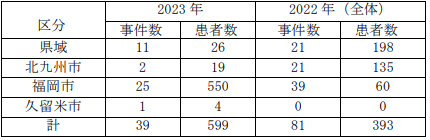 区分 2023 年 2022 年（全体）
事件数 患者数 事件数 患者数
県域 11 26 21 198
北九州市 2 19 21 135
福岡市 25 550 39 60
久留米市 1 4 0 0
計 39 599 81 393